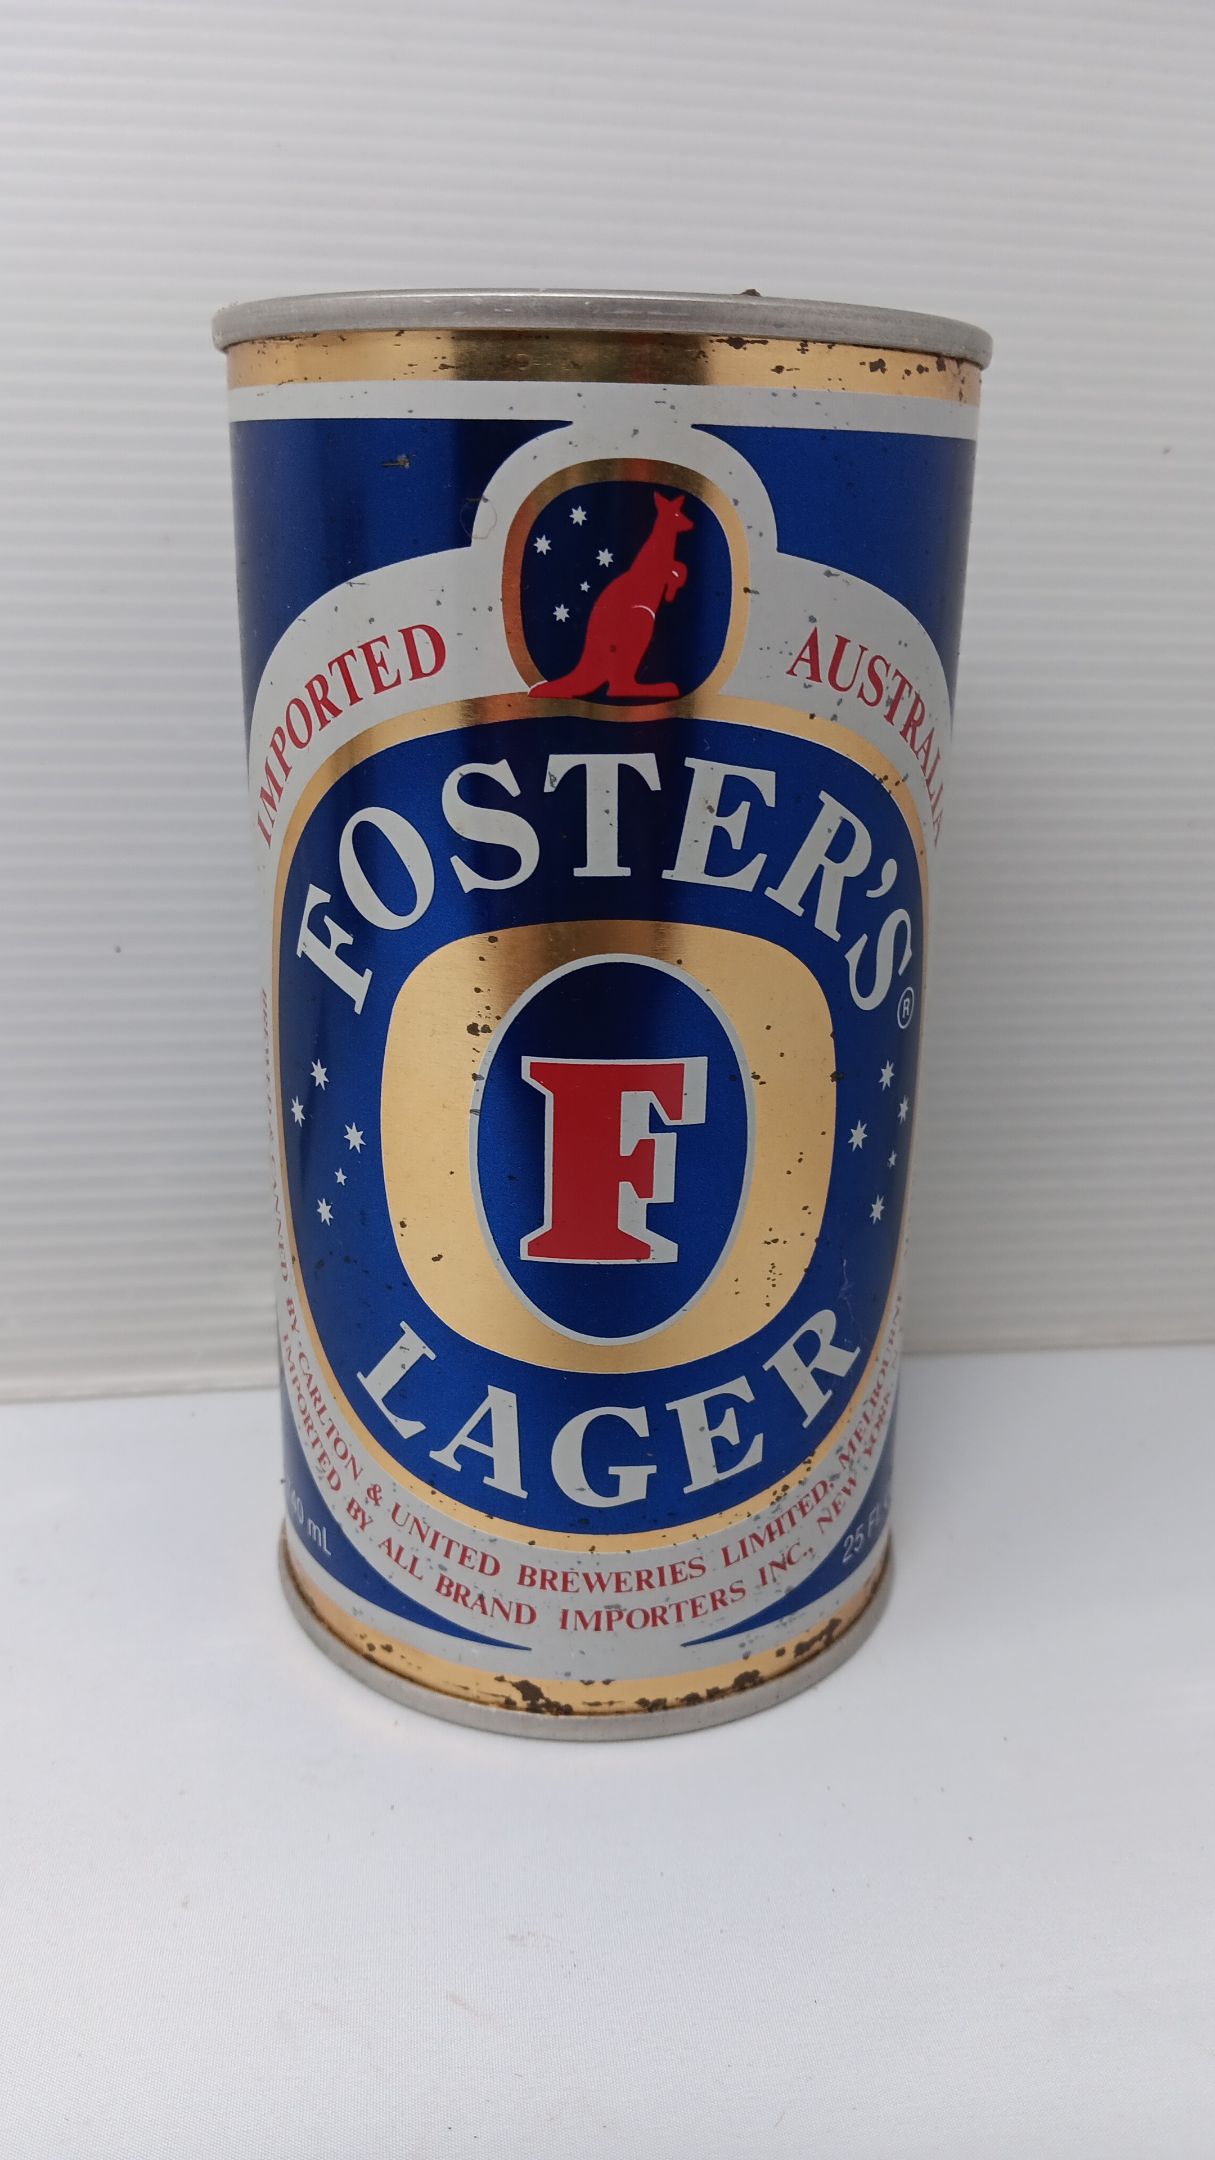 IMPORTED AUSTRALIA
FOSTER'S®
F
LAGER
BY CARLTON & UNITED BREWERIES LIMITED, MELBOURNE
IMPORTED BY ALL BRAND IMPORTERS INC., NEW YORK
mL
25 FL